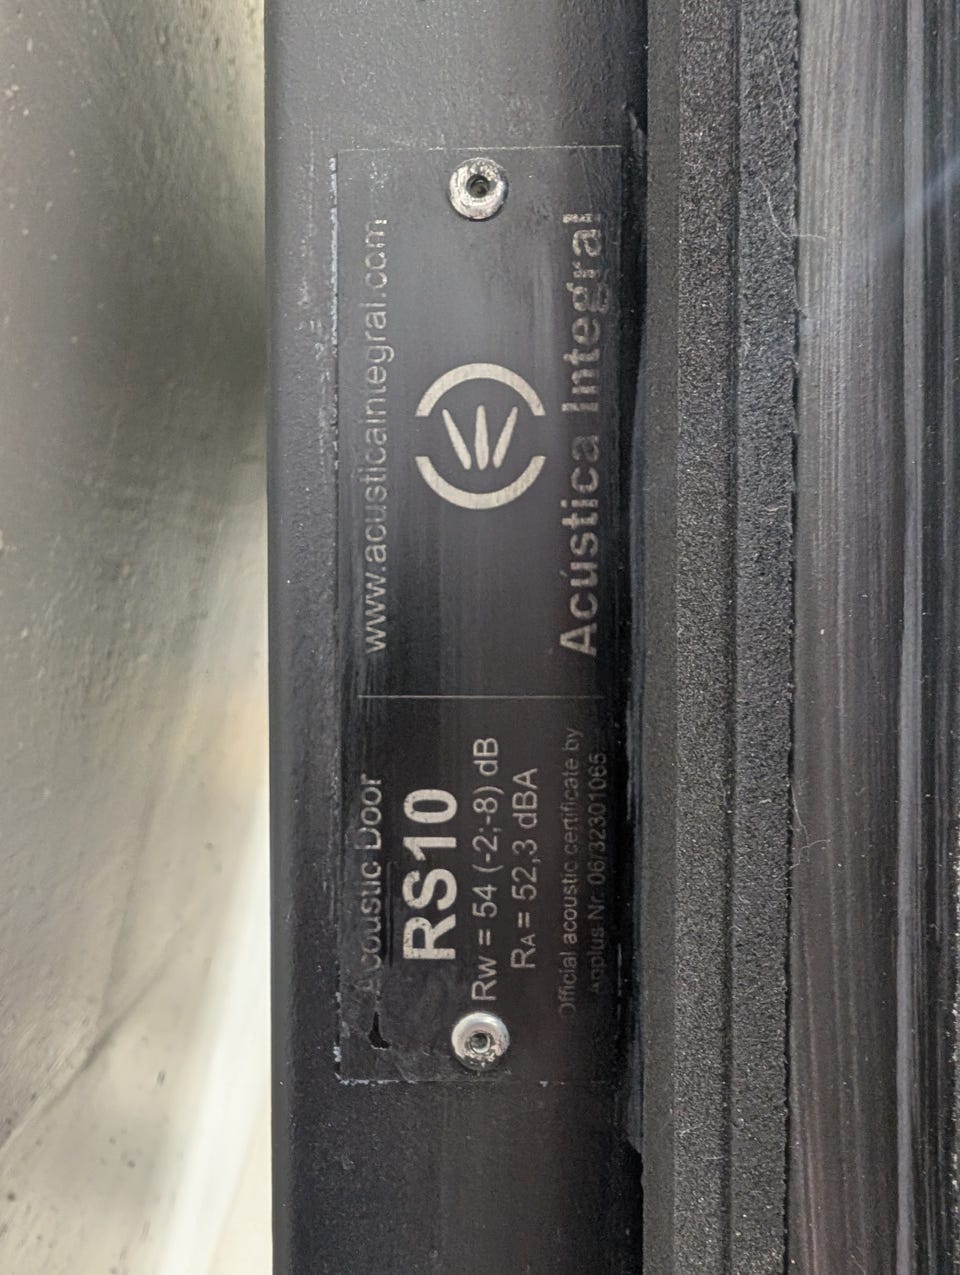 Acoustic Door
RS10
Rw = 54 (-2;-8) dB
RA = 52,3 dBA
Official acoustic certificate by
Applus Nr. 06/32301065
www.acusticaintegral.com
Acústica Integral